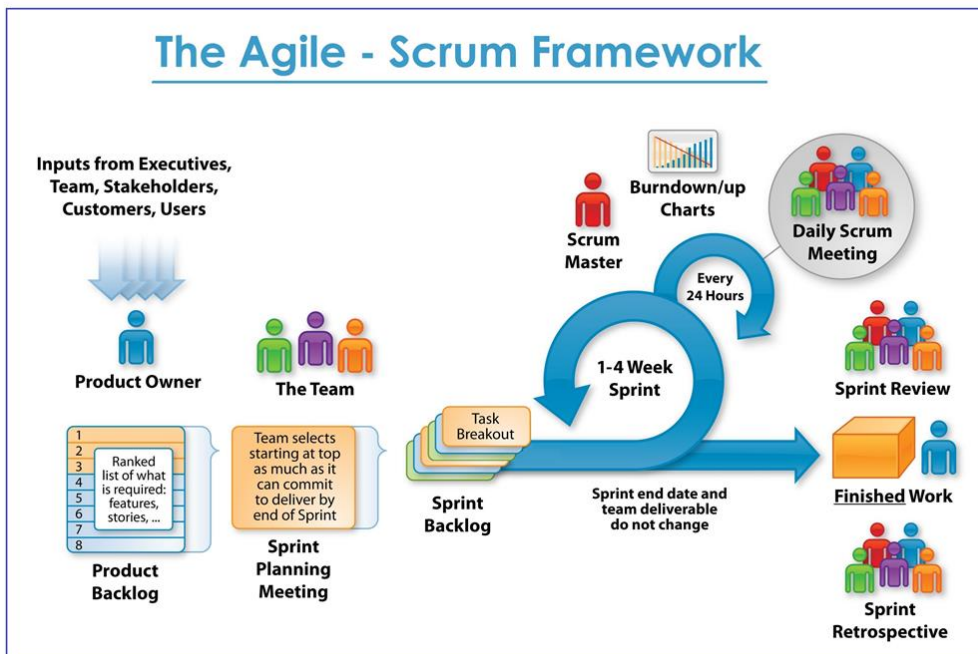 The Agile - Scrum Framework
Inputs from Executives,
Team, Stakeholders,
Customers, Users
Product Owner
The Team
1
2
3
4
5
6
7
8
Ranked
list of what
is required:
features,
stories, ...
Product
Backlog
Team selects
starting at top
as much as it
can commit
to deliver by
end of Sprint
Sprint
Planning
Meeting
Task
Breakout
Sprint
Backlog
Scrum
Master
Burndown/up
Charts
1-4 Week
Sprint
Every
24 Hours
Daily Scrum
Meeting
Sprint end date and
team deliverable
do not change
Sprint Review
Finished Work
Sprint
Retrospective